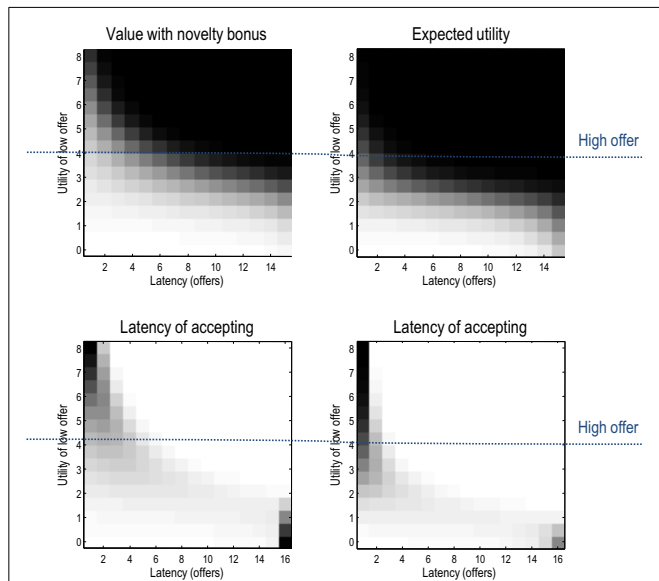 Value with novelty bonus
Expected utility
8
7
6
5
4
3
2
1
0
Utility of low offer
2 4 6 8 10 12 14
Latency (offers)
8
7
6
5
4
3
2
1
0
Utility of low offer
2 4 6 8 10 12 14
Latency (offers)
High offer
Latency of accepting
Latency of accepting
8
7
6
5
4
3
2
1
0
Utility of low offer
2 4 6 8 10 12 14 16
Latency (offers)
8
7
6
5
4
3
2
1
0
Utility of low offer
2 4 6 8 10 12 14 16
Latency (offers)
High offer